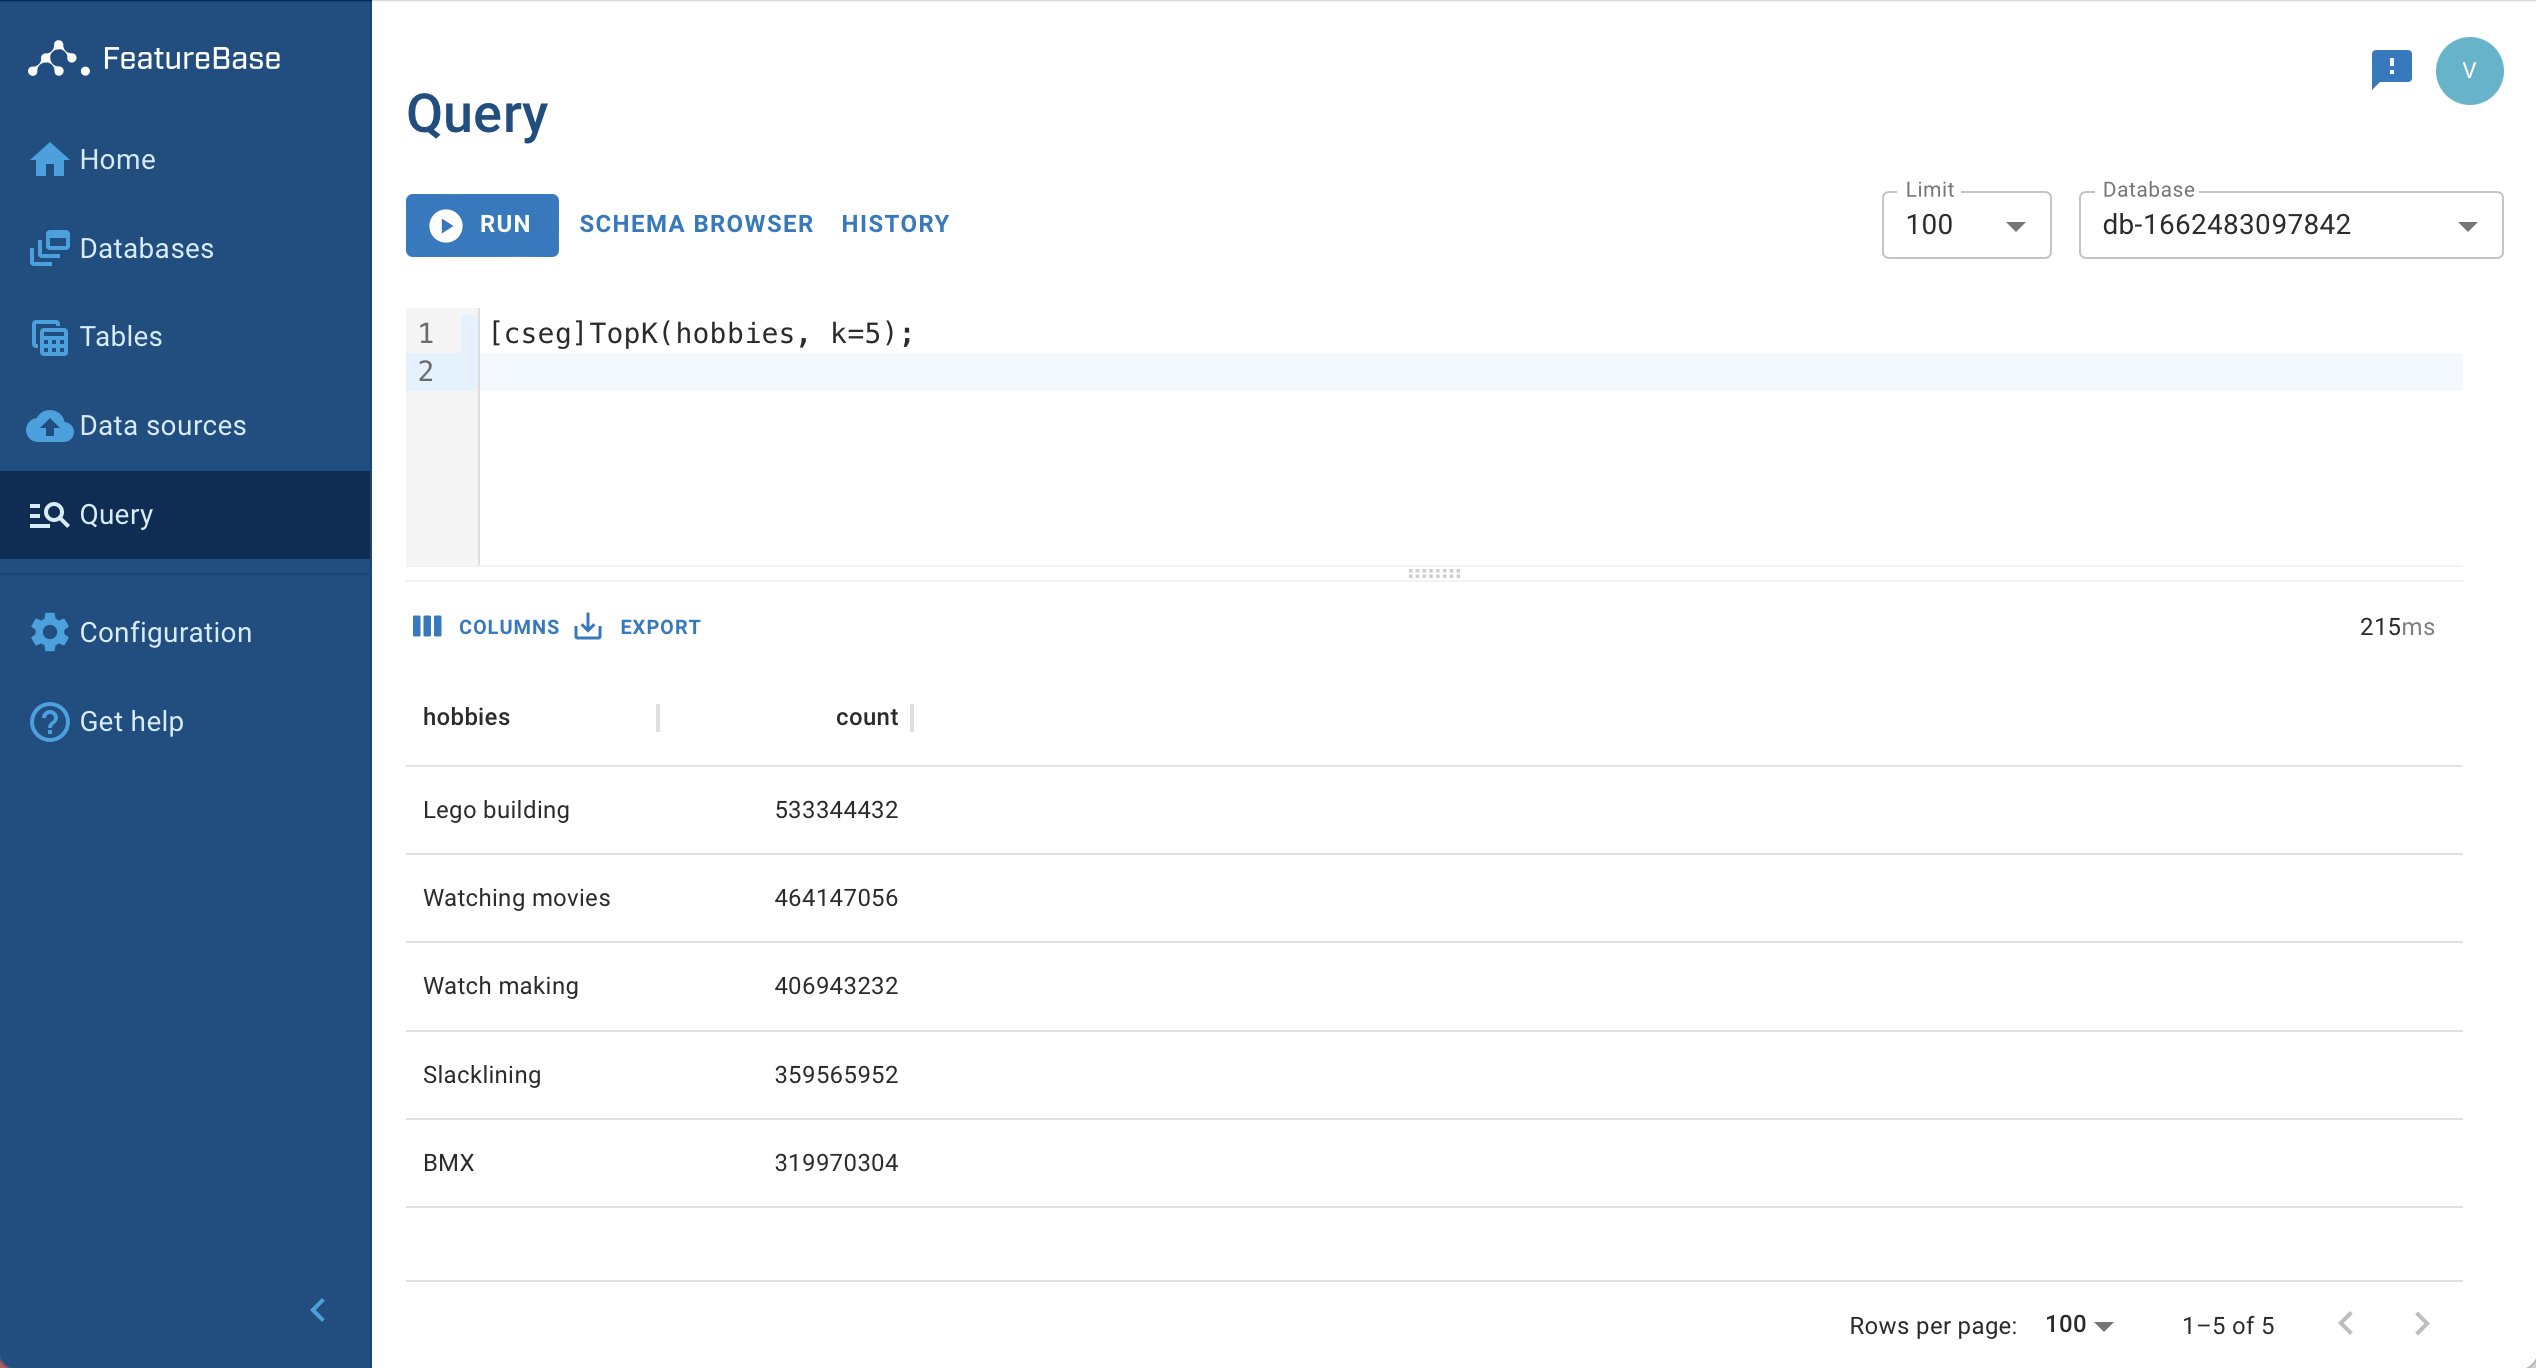 FeatureBase
Home
Databases
Tables
Data sources
Query
Configuration
Get help
V
Query
RUN SCHEMA BROWSER HISTORY
Limit
100
Database
db-1662483097842
1 [cseg]TopK(hobbies, k=5);
2
COLUMNS EXPORT 215ms
hobbies count
Lego building 533344432
Watching movies 464147056
Watch making 406943232
Slacklining 359565952
BMX 319970304
Rows per page: 100 1–5 of 5